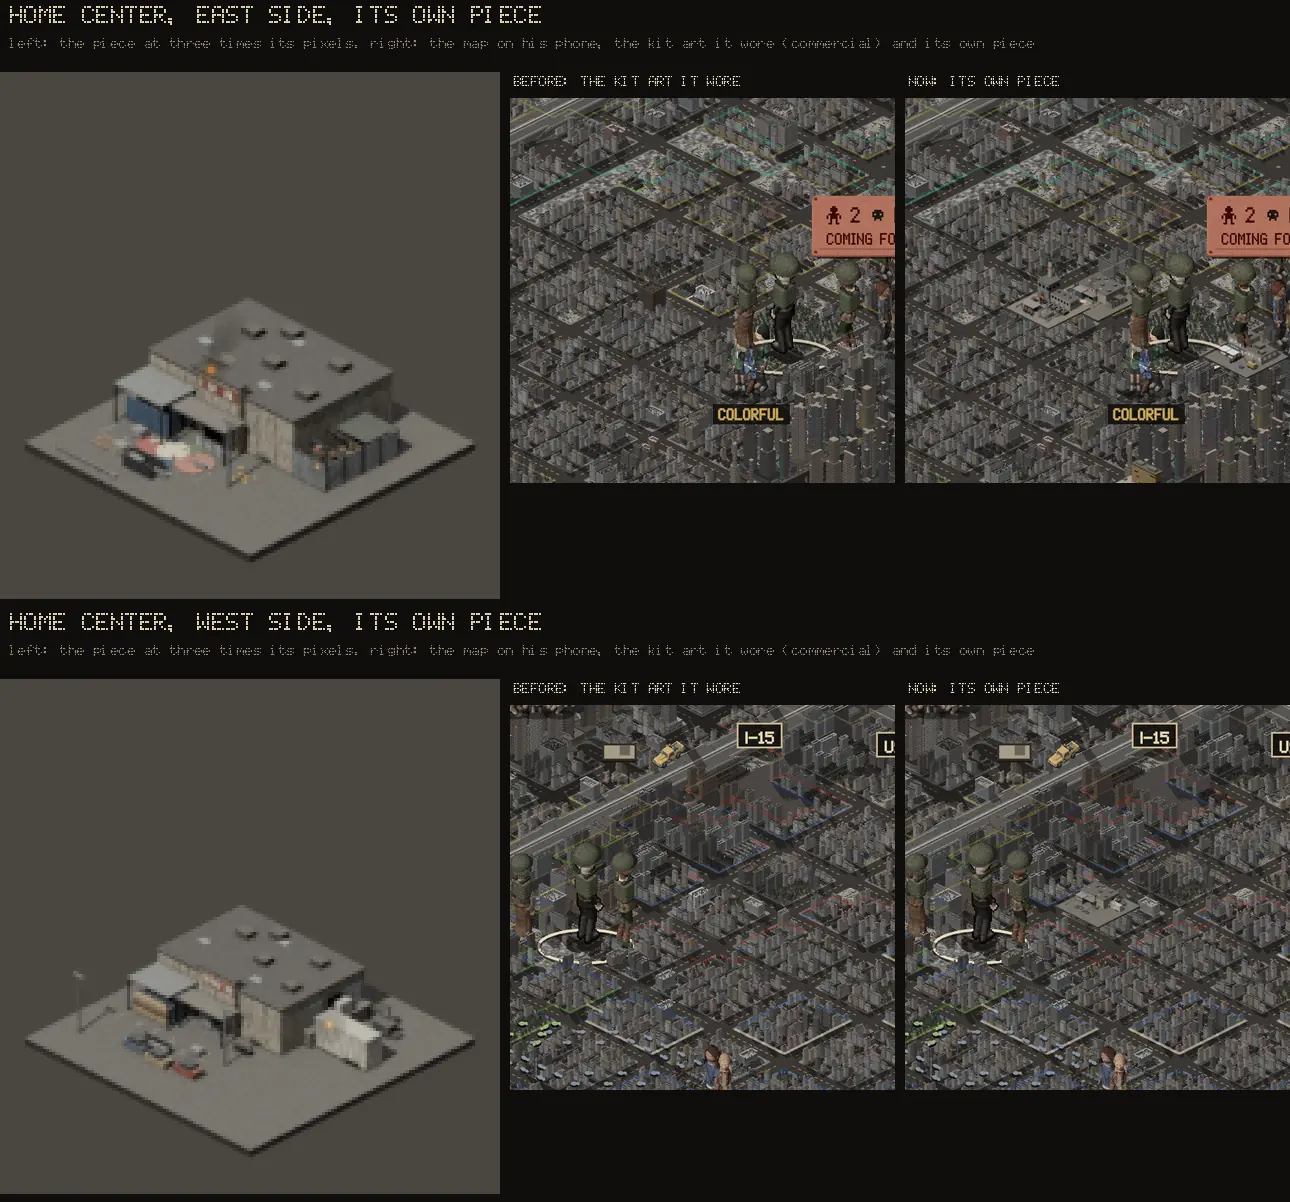 HOME CENTER, EAST SIDE, ITS OWN PIECE
left: the piece at three times its pixels. right: the map on his phone, the kit art it wore (commercial) and its own piece
BEFORE: THE KIT ART IT WORE
NOW: ITS OWN PIECE
2
COMING FO
COLORFUL
2
COMING FO
COLORFUL
HOME CENTER, WEST SIDE, ITS OWN PIECE
left: the piece at three times its pixels. right: the map on his phone, the kit art it wore (commercial) and its own piece
BEFORE: THE KIT ART IT WORE
NOW: ITS OWN PIECE
I-15
U
I-15
U